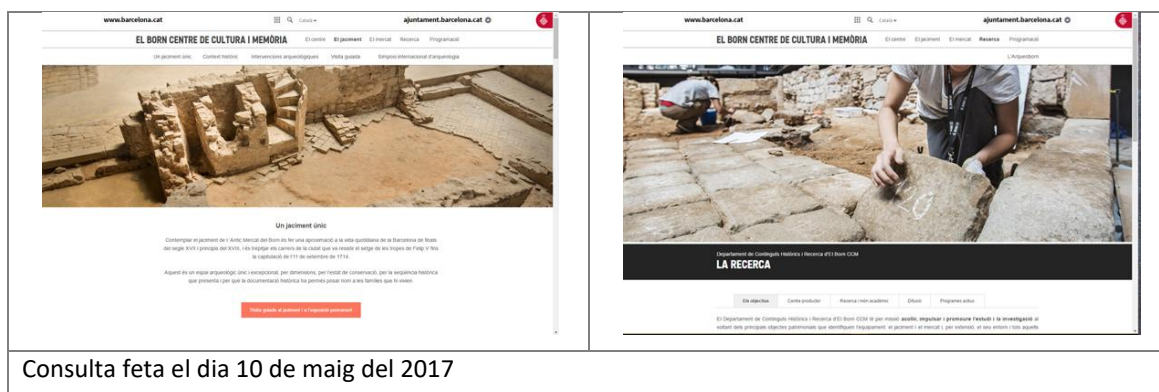 www.barcelona.cat
Català
ajuntament.barcelona.cat
EL BORN CENTRE DE CULTURA I MEMÒRIA
El centre El jaciment El mercat Recerca Programació
Un jaciment únic Context històric Intervencions arqueològiques Visita guiada Simposi internacional d'arqueologia
Un jaciment únic
Contemplar el jaciment de l'Antic Mercat del Born és fer una aproximació a la vida quotidiana de la Barcelona de finals
del segle XVII i principis del XVIII, i és trepitjar els carrers de la ciutat que va resistir el setge de les tropes de Felip V fins
la capitulació de l'11 de setembre de 1714.
Aquest és un espai arqueològic únic i excepcional, per dimensions, per l'estat de conservació, per la seqüència històrica
que presenta i per què la documentació històrica ha permès posar nom a les famílies que hi vivien.
Visita guiada al jaciment i a l'exposició permanent
www.barcelona.cat
Català
ajuntament.barcelona.cat
EL BORN CENTRE DE CULTURA I MEMÒRIA
El centre El jaciment El mercat Recerca Programació
L'Arqueoborn
20
Departament de Continguts Històrics i Recerca d'El Born CCM
LA RECERCA
Els objectius Centre productor Recerca i món acadèmic Difusió Programes actius
El Departament de Continguts Històrics i Recerca d'El Born CCM té per missió acollir, impulsar i promoure l'estudi i la investigació al
voltant dels principals objectes patrimonials que identifiquen l'equipament: el jaciment i el mercat i, per extensió, el seu entorn i tots aquells
Consulta feta el dia 10 de maig del 2017